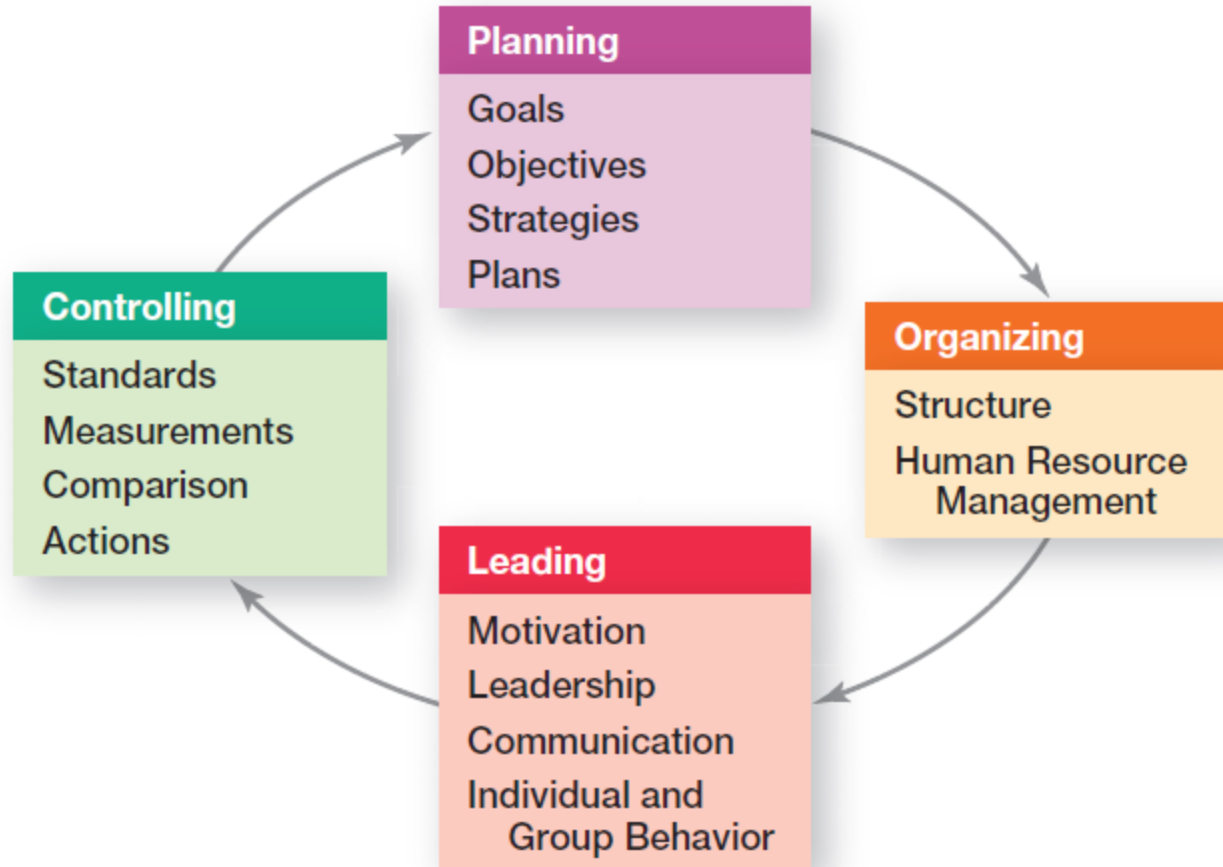 Planning
Goals
Objectives
Strategies
Plans
Organizing
Structure
Human Resource
Management
Leading
Motivation
Leadership
Communication
Individual and
Group Behavior
Controlling
Standards
Measurements
Comparison
Actions